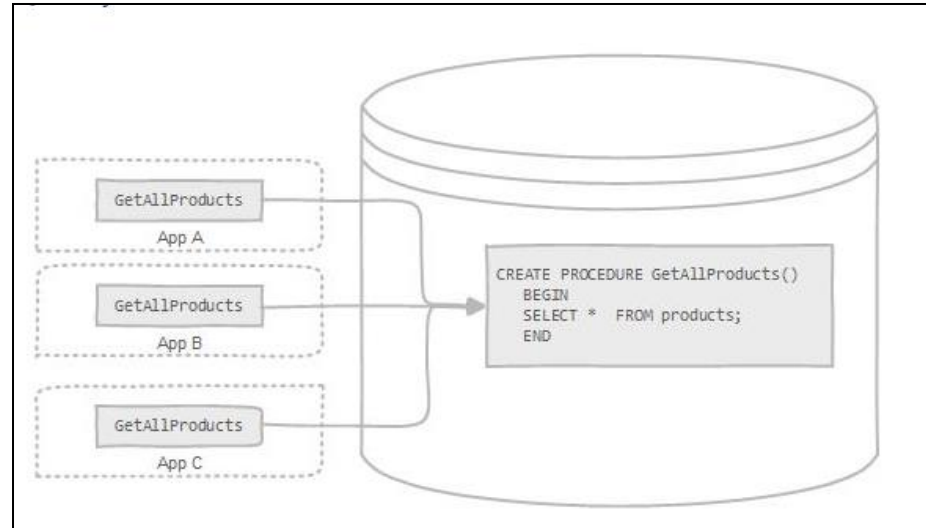 GetAllProducts
App A
GetAllProducts
App B
GetAllProducts
App C
CREATE PROCEDURE GetAllProducts()
BEGIN
SELECT *  FROM products;
END